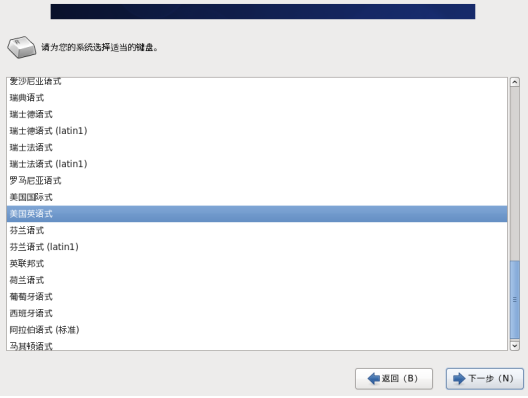 请为您的系统选择适当的键盘。
爱沙尼亚语式
瑞典语式
瑞士德语式
瑞士德语式 (latin1)
瑞士法语式
瑞士法语式 (latin1)
罗马尼亚语式
美国国际式
美国英语式
芬兰语式
芬兰语式 (latin1)
英联邦式
荷兰语式
葡萄牙语式
西班牙语式
阿拉伯语式 (标准)
马其顿语式
返回（B） 下一步（N）